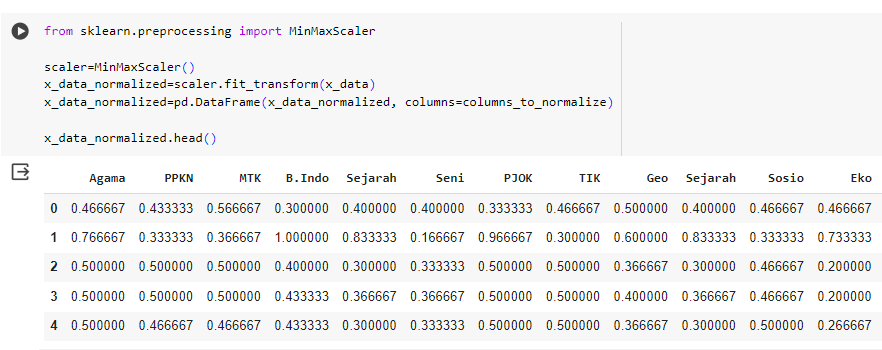 from sklearn.preprocessing import MinMaxScaler
scaler=MinMaxScaler()
x_data_normalized=scaler.fit_transform(x_data)
x_data_normalized=pd.DataFrame(x_data_normalized, columns=columns_to_normalize)
x_data_normalized.head()
Agama PPKN MTK B.Indo Sejarah Seni PJOK TIK Geo Sejarah Sosio Eko
0 0.466667 0.433333 0.566667 0.300000 0.400000 0.400000 0.333333 0.466667 0.500000 0.400000 0.466667 0.466667
1 0.766667 0.333333 0.366667 1.000000 0.833333 0.166667 0.966667 0.300000 0.600000 0.833333 0.333333 0.733333
2 0.500000 0.500000 0.500000 0.400000 0.300000 0.333333 0.500000 0.500000 0.366667 0.300000 0.466667 0.200000
3 0.500000 0.500000 0.500000 0.433333 0.366667 0.366667 0.500000 0.500000 0.400000 0.366667 0.466667 0.200000
4 0.500000 0.466667 0.466667 0.433333 0.300000 0.333333 0.500000 0.500000 0.366667 0.300000 0.500000 0.266667